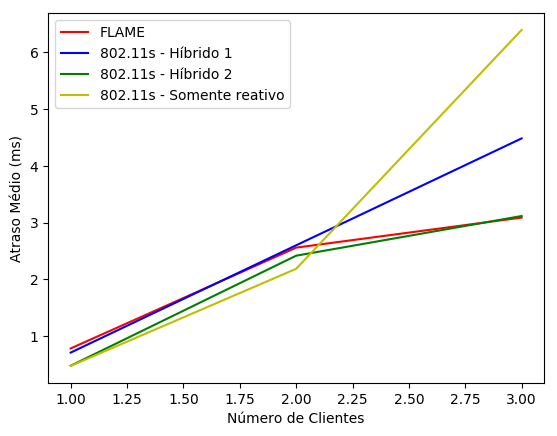 FLAME
802.11s - Híbrido 1
802.11s - Híbrido 2
802.11s - Somente reativo
Atraso Médio (ms)
6
5
4
3
2
1
1.00 1.25 1.50 1.75 2.00 2.25 2.50 2.75 3.00
Número de Clientes